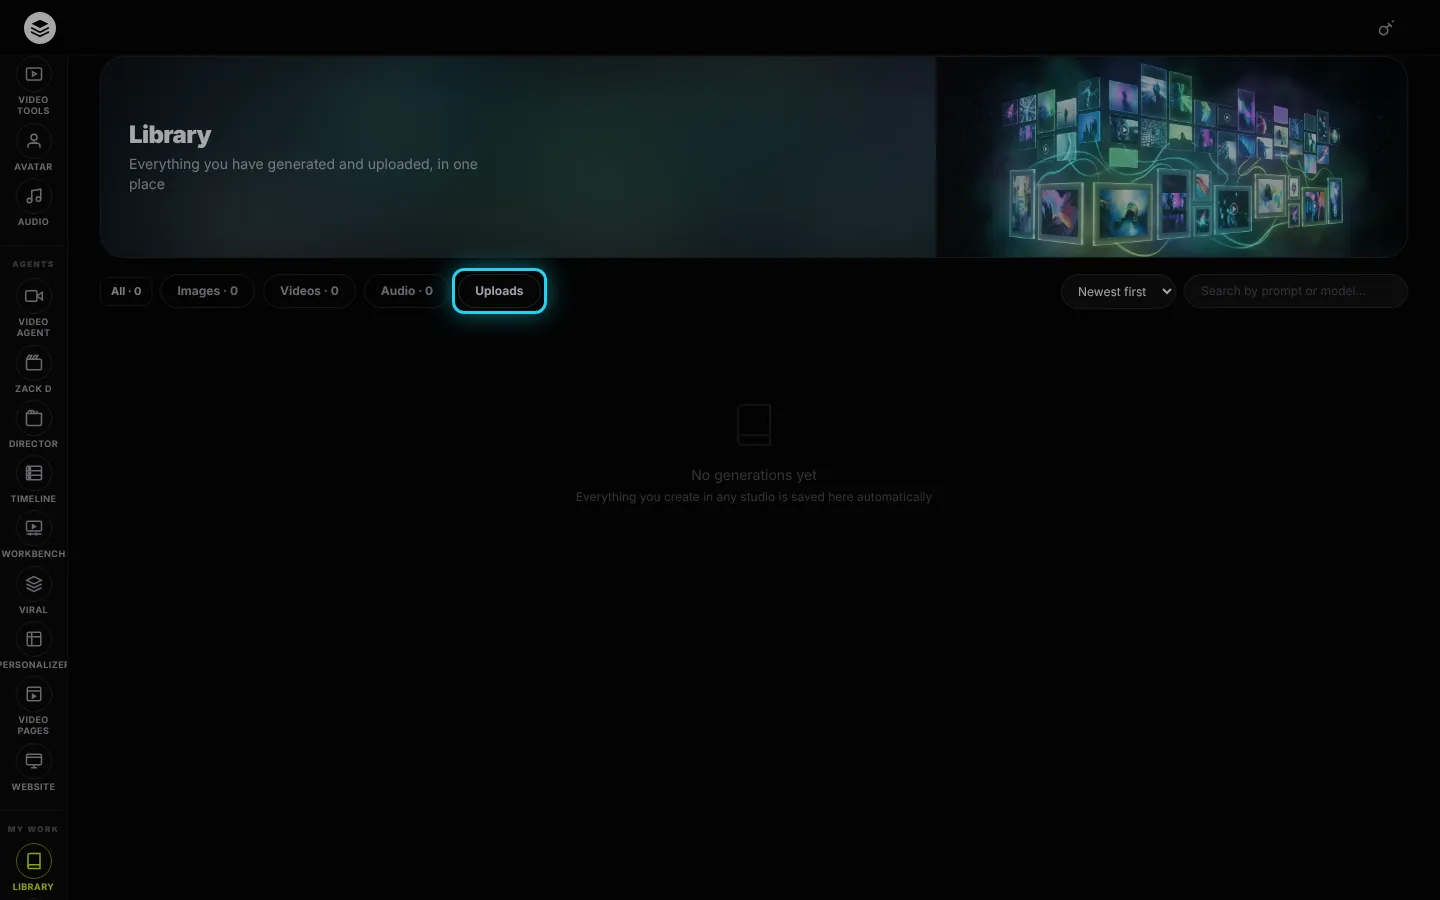 VIDEO
TOOLS
AVATAR
AUDIO
AGENTS
VIDEO
AGENT
ZACK D
DIRECTOR
TIMELINE
WORKBENCH
VIRAL
PERSONALIZER
VIDEO
PAGES
WEBSITE
MY WORK
LIBRARY
Library
Everything you have generated and uploaded, in one
place
All · 0
Images · 0
Videos · 0
Audio · 0
Uploads
Newest first
Search by prompt or model...
No generations yet
Everything you create in any studio is saved here automatically